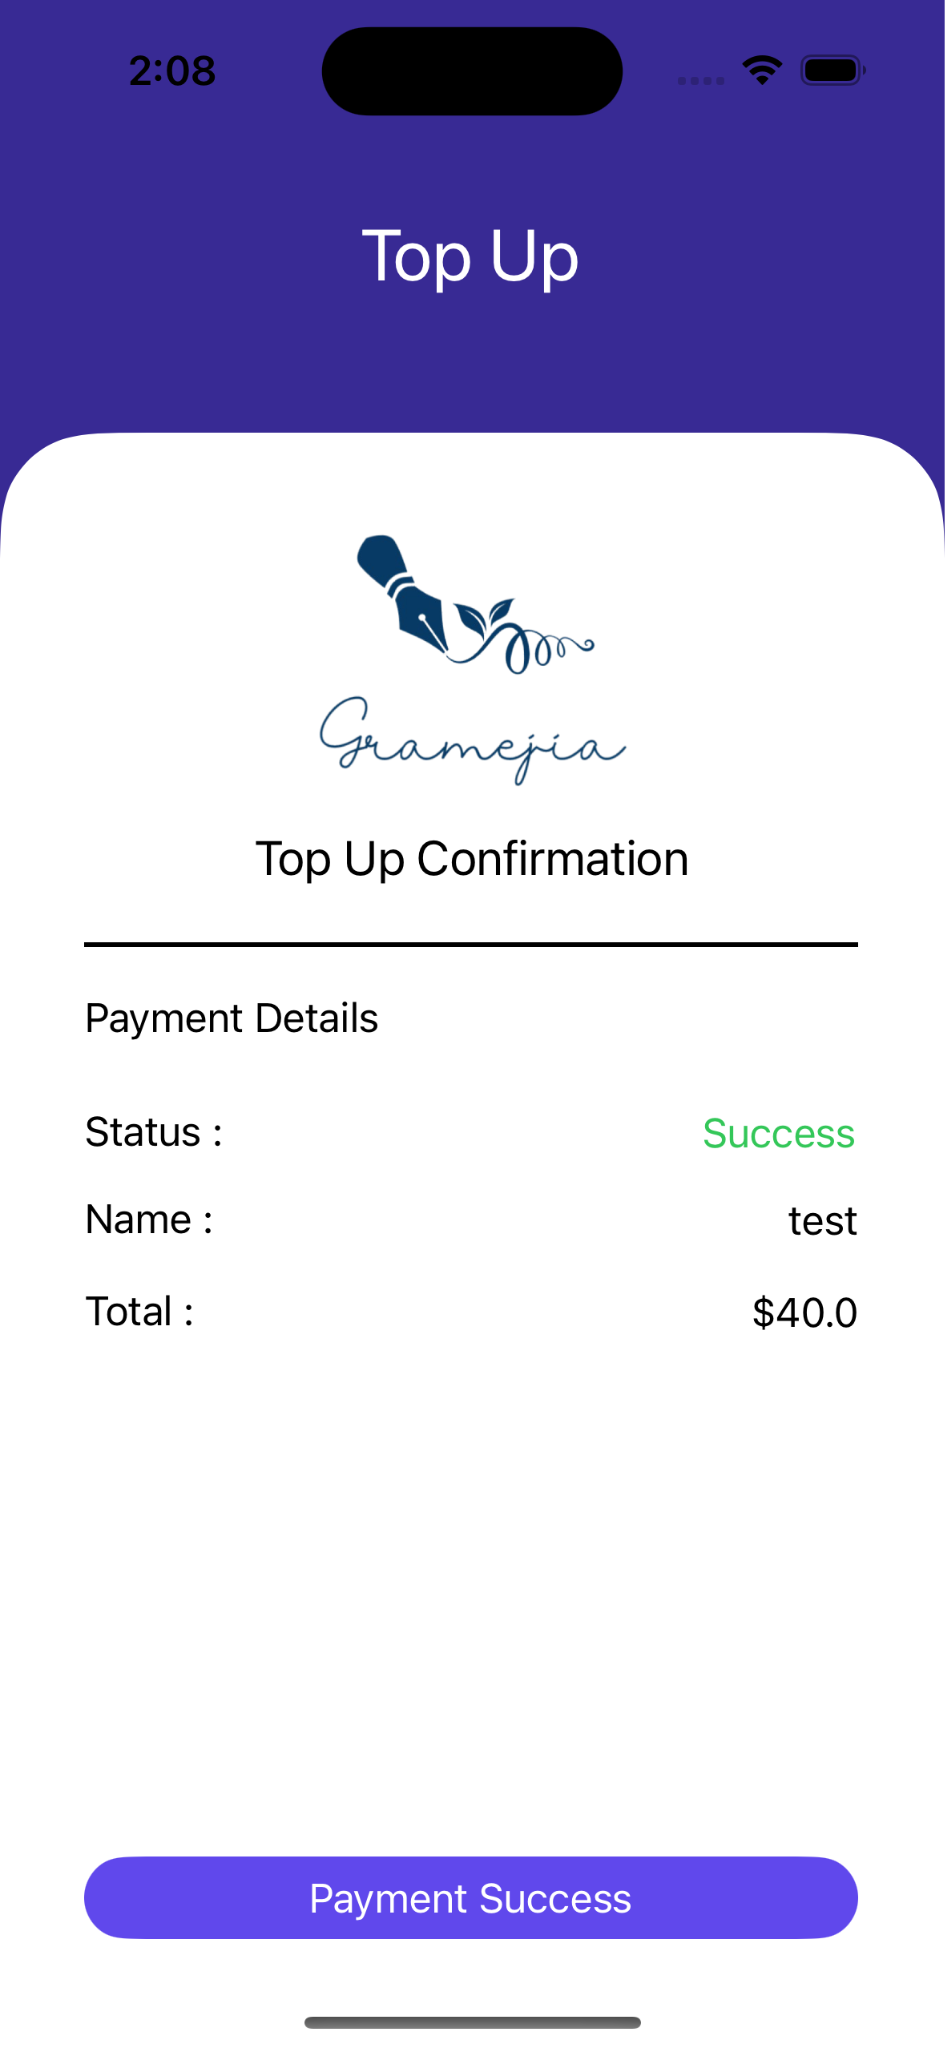 2:08
Top Up
Gramejia
Top Up Confirmation
Payment Details
Status : Success
Name : test
Total : $40.0
Payment Success